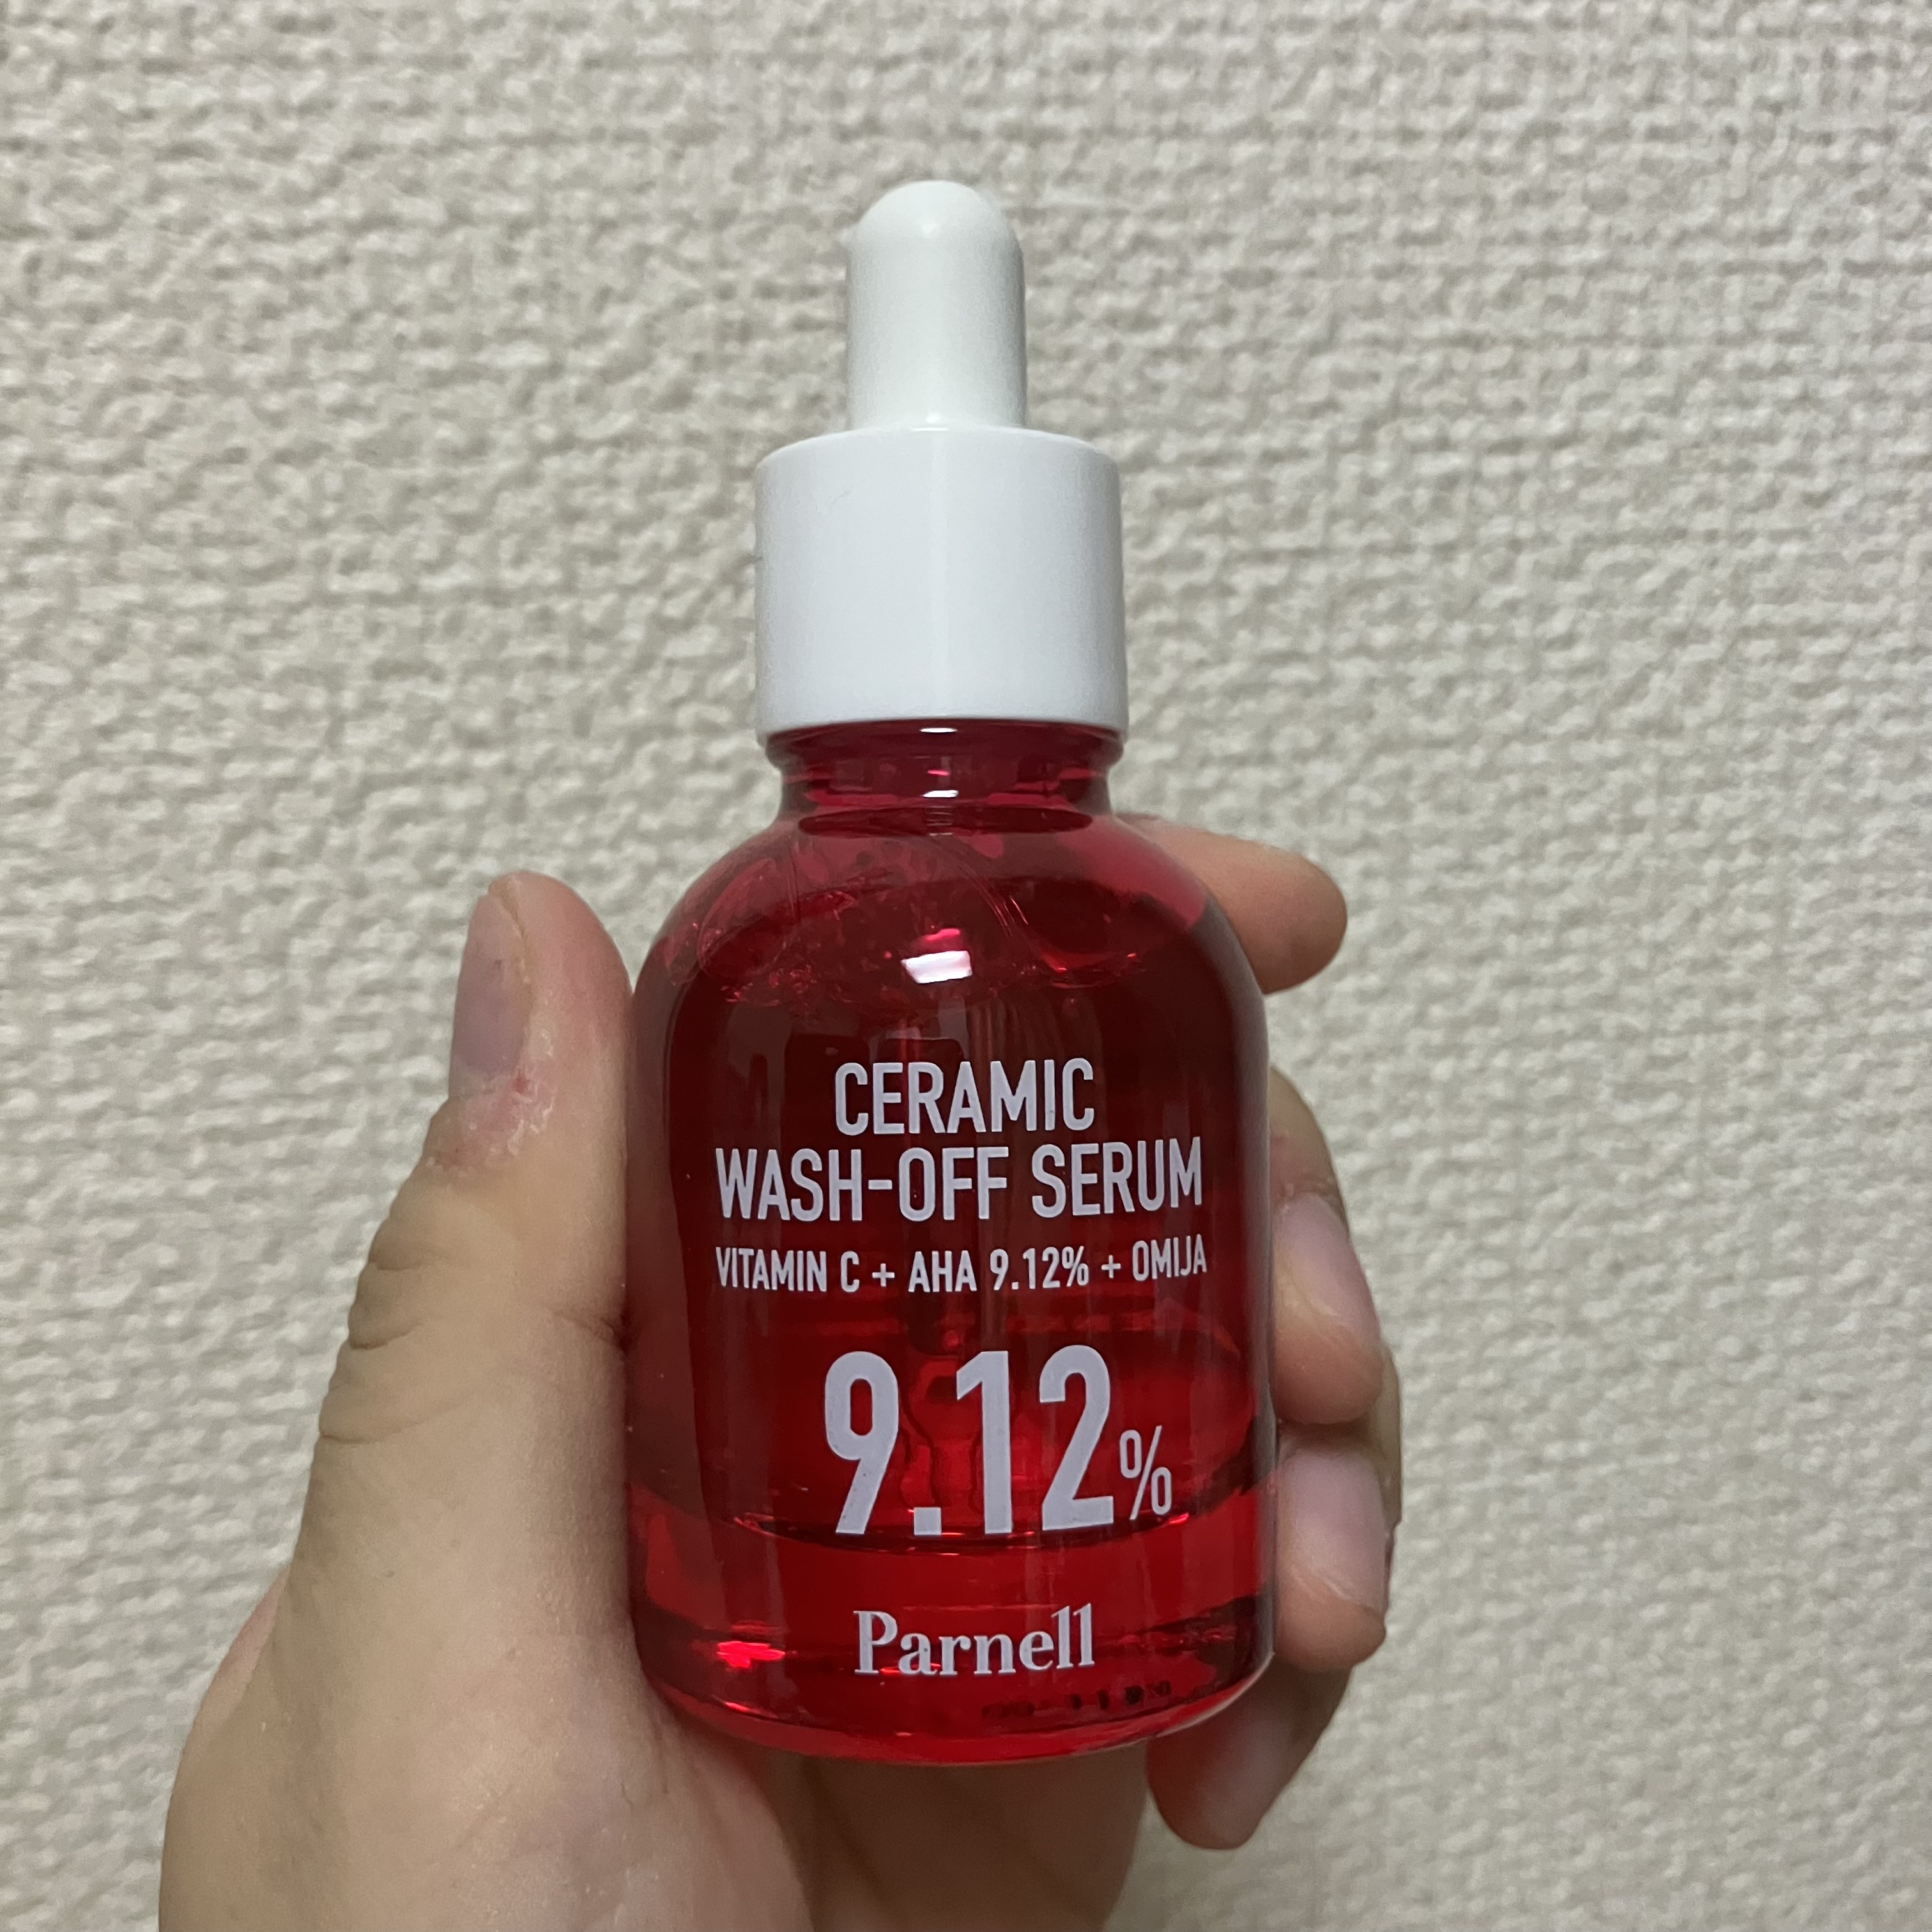 CERAMIC
WASH-OFF SERUM
VITAMIN C + AHA 9.12% + OMIJA
9.12%
Parnell